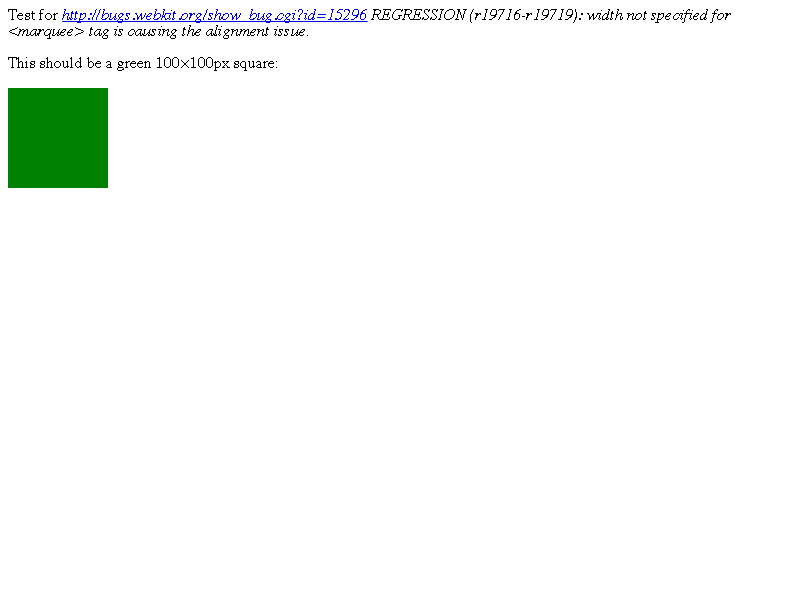 Test for http://bugs.webkit.org/show_bug.cgi?id=15296 REGRESSION (r19716-r19719): width not specified for
<marquee> tag is causing the alignment issue.
This should be a green 100×100px square: